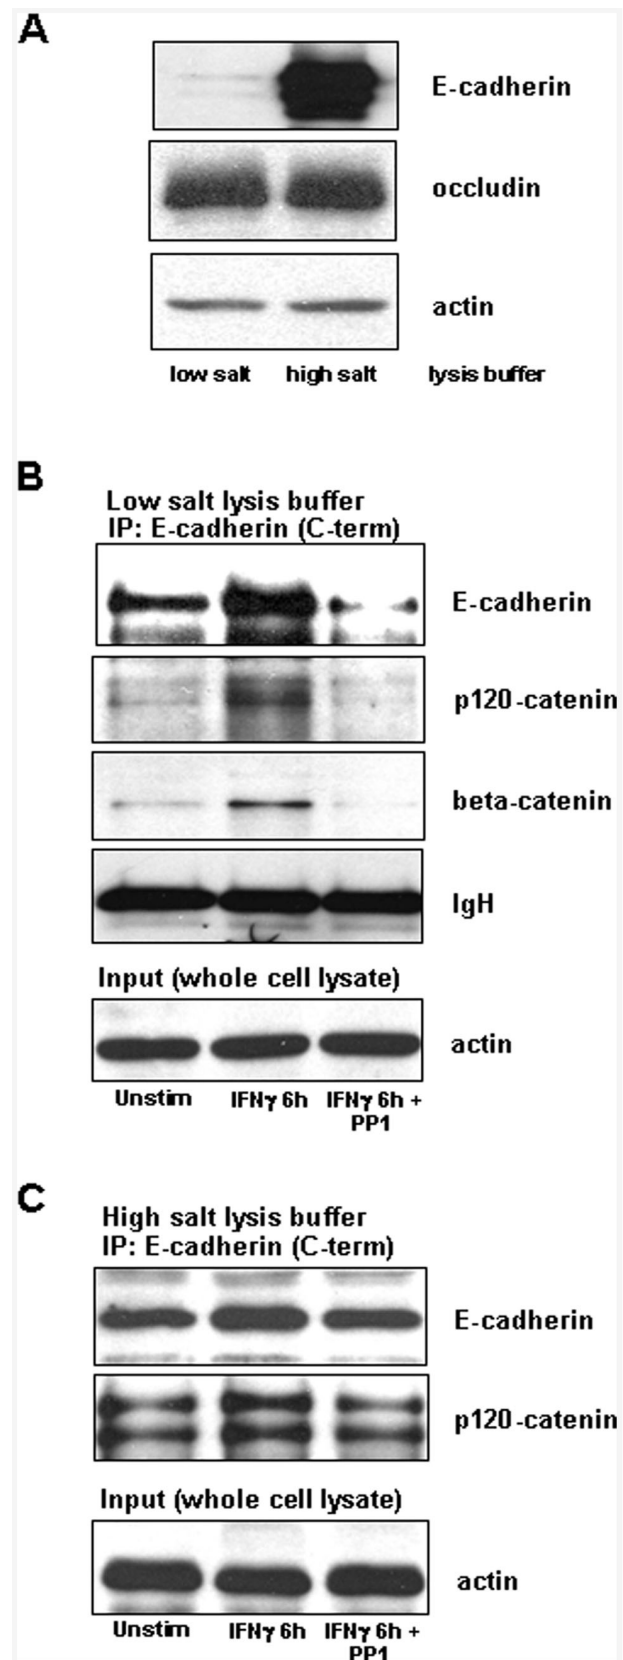 A
E-cadherin
occludin
actin
low salt high salt lysis buffer
B
Low salt lysis buffer
IP: E-cadherin (C-term)
E-cadherin
p120-catenin
beta-catenin
IgH
Input (whole cell lysate)
actin
Unstim IFNγ 6h IFNγ 6h +
PP1
C
High salt lysis buffer
IP: E-cadherin (C-term)
E-cadherin
p120-catenin
Input (whole cell lysate)
actin
Unstim IFNγ 6h IFNγ 6h +
PP1